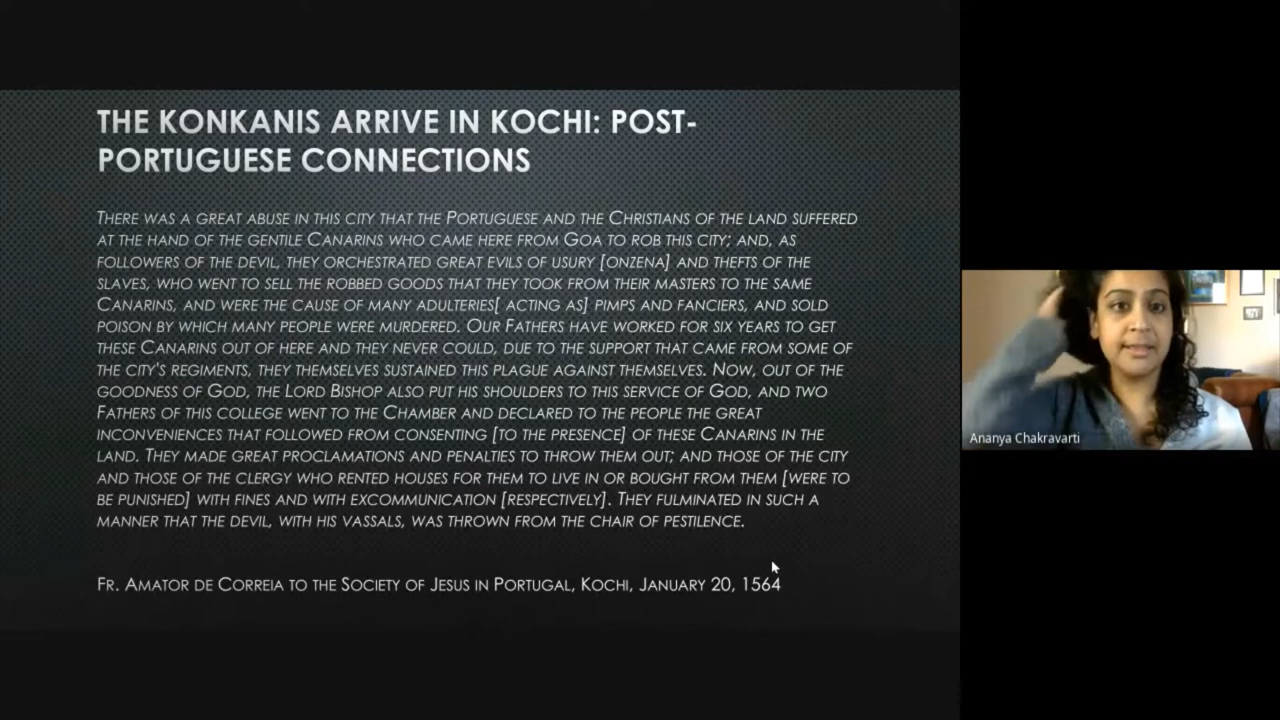 THE KONKANIS ARRIVE IN KOCHI: POST-
PORTUGUESE CONNECTIONS
THERE WAS A GREAT ABUSE IN THIS CITY THAT THE PORTUGUESE AND THE CHRISTIANS OF THE LAND SUFFERED
AT THE HAND OF THE GENTILE CANARINS WHO CAME HERE FROM GOA TO ROB THIS CITY; AND, AS
FOLLOWERS OF THE DEVIL, THEY ORCHESTRATED GREAT EVILS OF USURY [ONZENA] AND THEFTS OF THE
SLAVES, WHO WENT TO SELL THE ROBBED GOODS THAT THEY TOOK FROM THEIR MASTERS TO THE SAME
CANARINS, AND WERE THE CAUSE OF MANY ADULTERIES[ ACTING AS] PIMPS AND FANCIERS, AND SOLD
POISON BY WHICH MANY PEOPLE WERE MURDERED. OUR FATHERS HAVE WORKED FOR SIX YEARS TO GET
THESE CANARINS OUT OF HERE AND THEY NEVER COULD, DUE TO THE SUPPORT THAT CAME FROM SOME OF
THE CITY'S REGIMENTS, THEY THEMSELVES SUSTAINED THIS PLAGUE AGAINST THEMSELVES. NOW, OUT OF THE
GOODNESS OF GOD, THE LORD BISHOP ALSO PUT HIS SHOULDERS TO THIS SERVICE OF GOD, AND TWO
FATHERS OF THIS COLLEGE WENT TO THE CHAMBER AND DECLARED TO THE PEOPLE THE GREAT
INCONVENIENCES THAT FOLLOWED FROM CONSENTING [TO THE PRESENCE] OF THESE CANARINS IN THE
LAND. THEY MADE GREAT PROCLAMATIONS AND PENALTIES TO THROW THEM OUT; AND THOSE OF THE CITY
AND THOSE OF THE CLERGY WHO RENTED HOUSES FOR THEM TO LIVE IN OR BOUGHT FROM THEM [WERE TO
BE PUNISHED] WITH FINES AND WITH EXCOMMUNICATION [RESPECTIVELY]. THEY FULMINATED IN SUCH A
MANNER THAT THE DEVIL, WITH HIS VASSALS, WAS THROWN FROM THE CHAIR OF PESTILENCE.
FR. AMATOR DE CORREIA TO THE SOCIETY OF JESUS IN PORTUGAL, KOCHI, JANUARY 20, 1564
Ananya Chakravarti